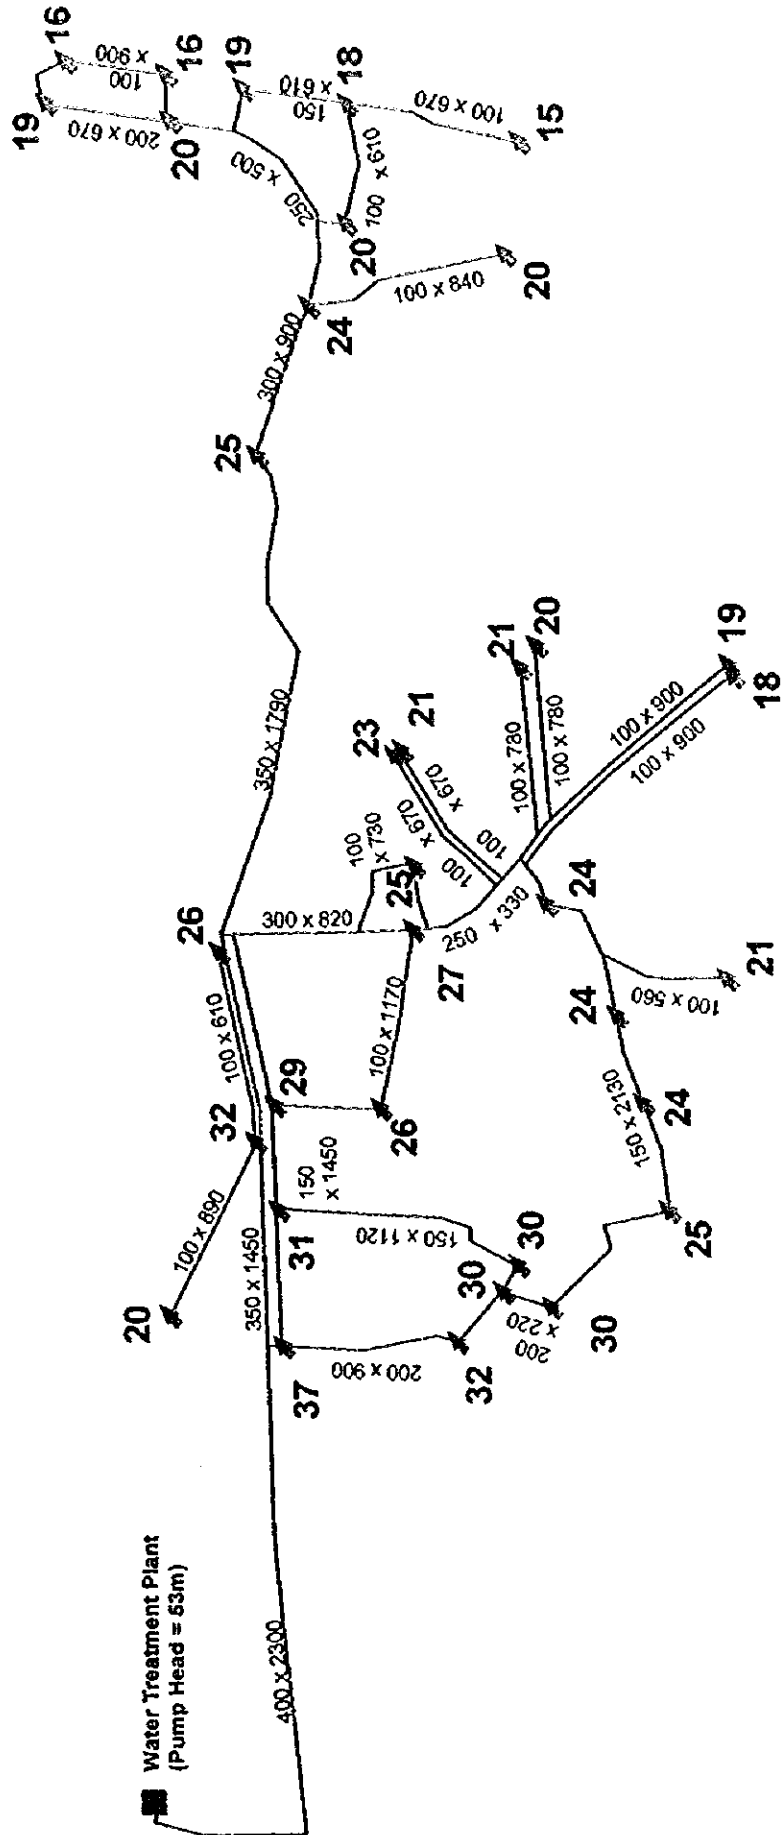 Water Treatment Plant
(Pump Head = 53m)
400 x 2300
37
20
100 x 890
350 x 1450
32
100 x 610
26
31
150
x 1450
29
200 x 900
32
30
30
150 x 1120
200
x 220
30
25
150 x 2130
24
24
100 x 560
21
24
26
100 x 1170
27
300 x 820
25
100
x 730
250
x 330
100
x 670
100
x 670
23
21
100 x 780
100 x 780
21
20
100 x 900
100 x 900
19
18
350 x 1790
25
300 x 900
24
100 x 840
20
250
x 500
20
100
x 610
20
200 x 670
19
16
100
x 900
16
19
150
x 610
18
100 x 670
15